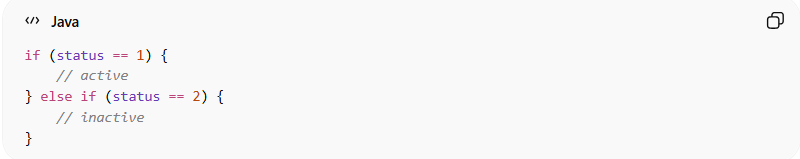 </> Java
if (status == 1) {
    // active
} else if (status == 2) {
    // inactive
}